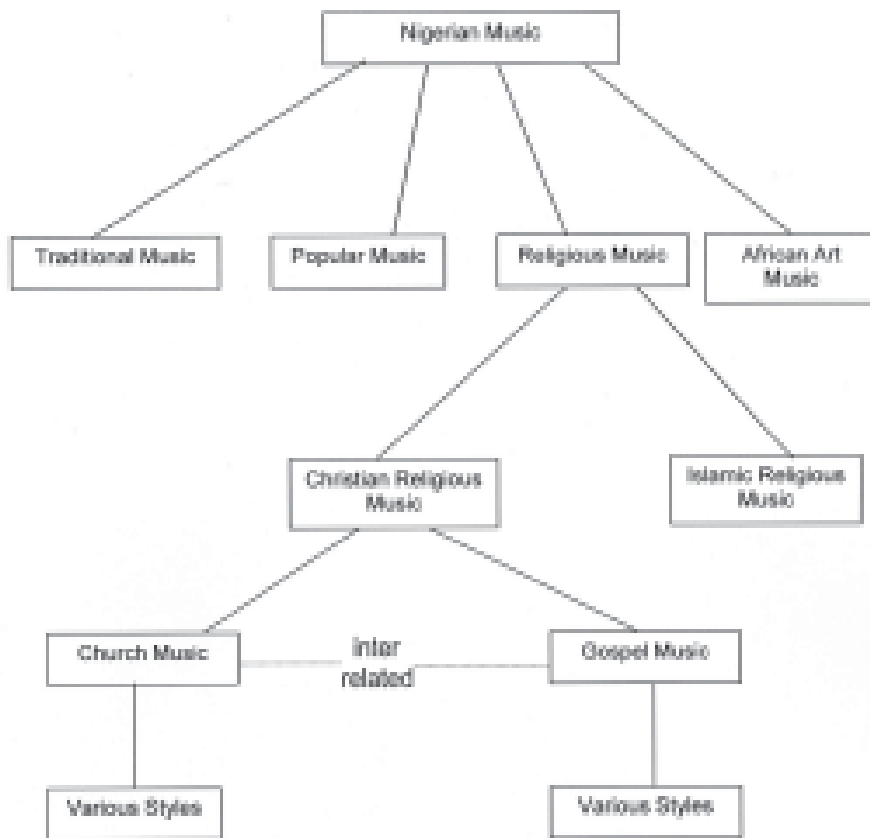 Nigerian Music
Traditional Music
Popular Music
Religious Music
African Art
Music
Christian Religious
Music
Islamic Religious
Music
Church Music
Inter
related
Gospel Music
Various Styles
Various Styles